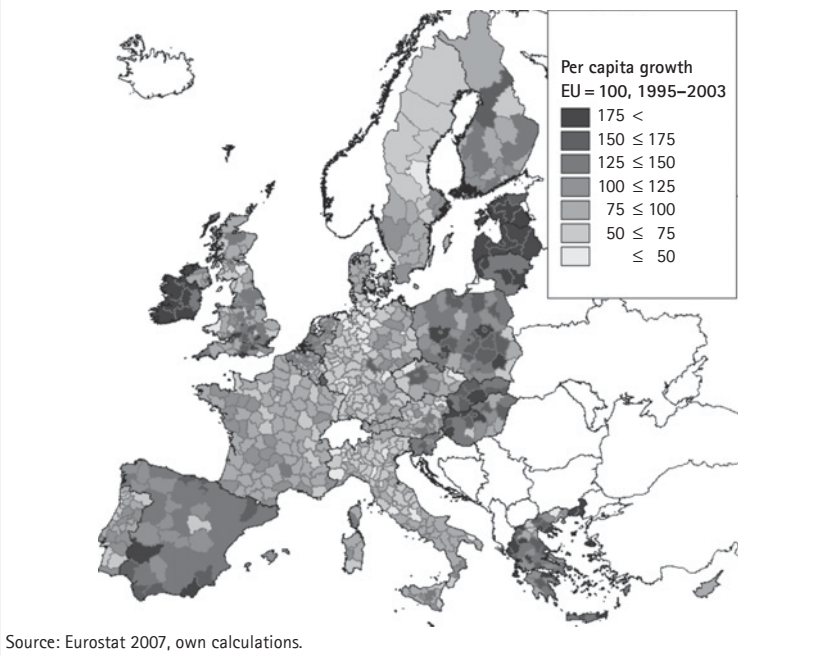 Per capita growth
EU = 100, 1995–2003
175 <
150 ≤ 175
125 ≤ 150
100 ≤ 125
75 ≤ 100
50 ≤ 75
≤ 50
Source: Eurostat 2007, own calculations.